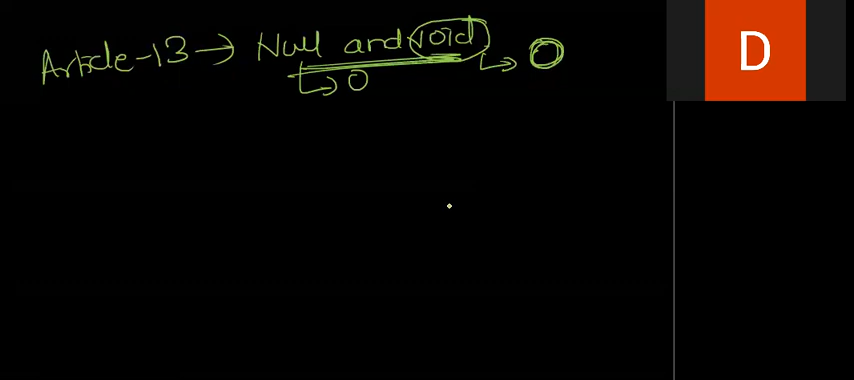 Article-13 → Null and void → 0
→ 0
D